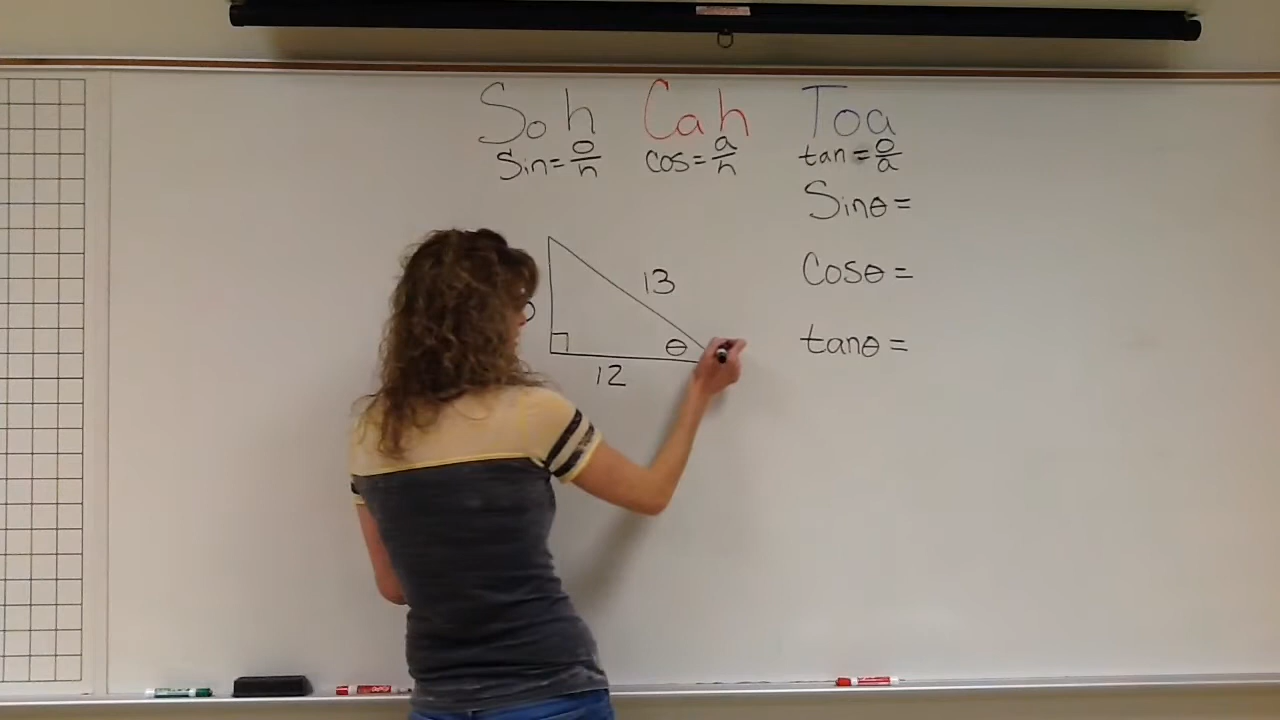 Soh Cah Toa
sin=o/h cos=a/h tan=o/a
Sinθ=
13
Cosθ=
θ
tanθ=
12